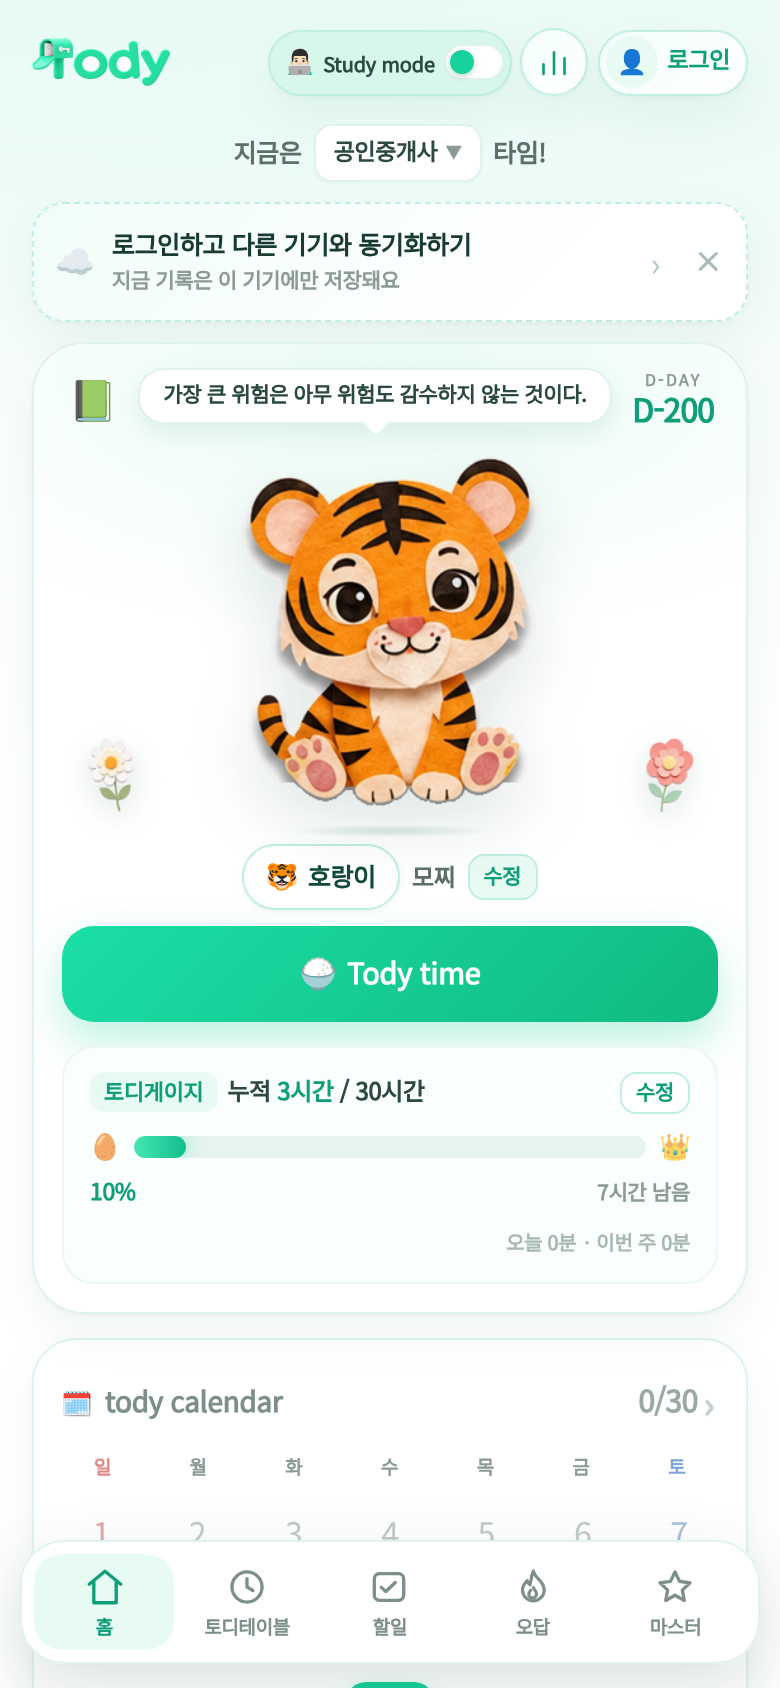 Tody
Study mode
로그인
지금은 공인중개사 ▼ 타임!
로그인하고 다른 기기와 동기화하기
지금 기록은 이 기기에만 저장돼요
가장 큰 위험은 아무 위험도 감수하지 않는 것이다.
D-DAY
D-200
호랑이 모찌 수정
Tody time
토디게이지 누적 3시간 / 30시간 수정
10% 7시간 남음
오늘 0분 · 이번 주 0분
tody calendar 0/30
일 월 화 수 목 금 토
1 2 3 4 5 6 7
홈 토디테이블 할일 오답 마스터